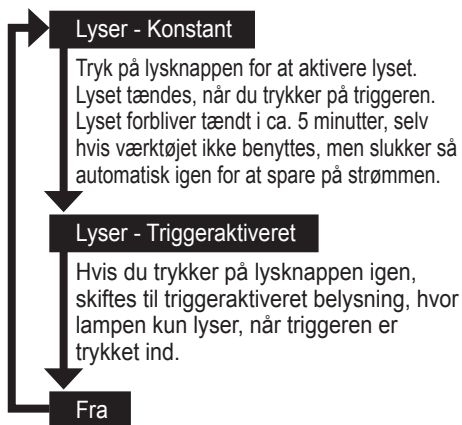 Lyser - Konstant
Tryk på lysknappen for at aktivere lyset.
Lyset tændes, når du trykker på triggeren.
Lyset forbliver tændt i ca. 5 minutter, selv
hvis værktøjet ikke benyttes, men slukker så
automatisk igen for at spare på strømmen.
Lyser - Triggeraktiveret
Hvis du trykker på lysknappen igen,
skiftes til triggeraktiveret belysning, hvor
lampen kun lyser, når triggeren er
trykket ind.
Fra